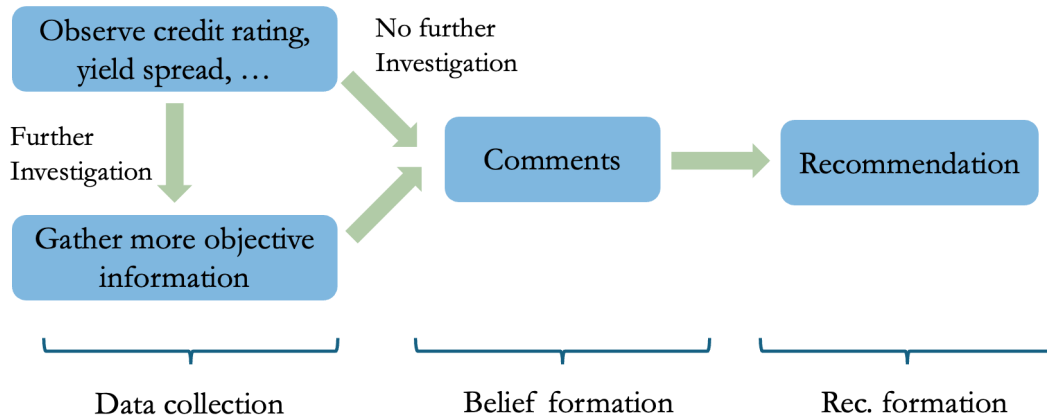 Observe credit rating,
yield spread, …
No further
Investigation
Further
Investigation
Comments
Recommendation
Gather more objective
information
Data collection
Belief formation
Rec. formation